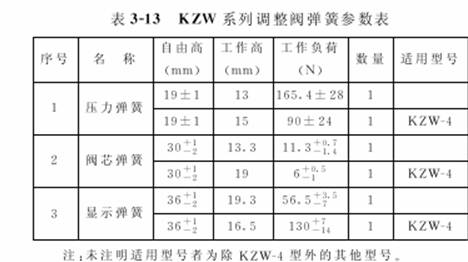 表 3-13 KZW 系列调整阀弹簧参数表
序号 名 称 自由高(mm) 工作高(mm) 工作负荷(N) 数量 适用型号
1 压力弹簧 19±1 13 165.4±28 1
19±1 15 90±24 1 KZW-4
2 阀芯弹簧 30+1−2 13.3 11.3+0.7−1.4 1
30+1−2 19 6+0.5−1 1 KZW-4
3 显示弹簧 36+1−2 19.3 56.5+3.5−7 1
36+1−2 16.5 130+7−14 1 KZW-4
注:未注明适用型号者为除 KZW-4 型外的其他型号。